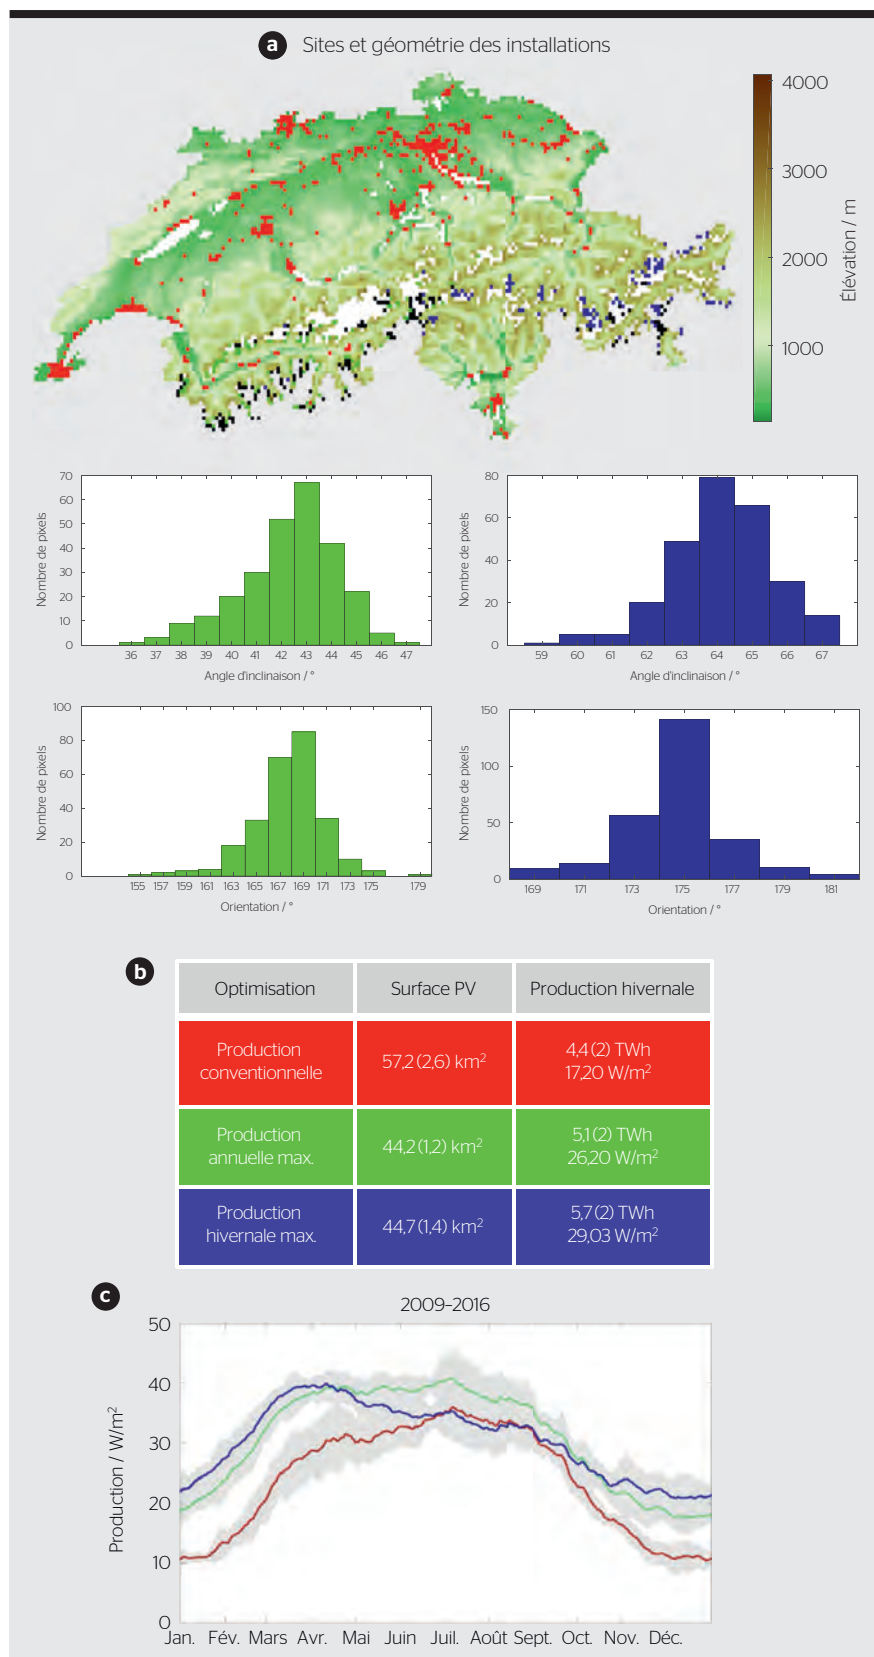 a Sites et géométrie des installations
4000
3000
2000
1000
Élévation / m
70
60
50
40
30
20
10
0
Nombre de pixels
36 37 38 39 40 41 42 43 44 45 46 47
Angle d'inclinaison / °
80
60
40
20
0
Nombre de pixels
59 60 61 62 63 64 65 66 67
Angle d'inclinaison / °
100
80
60
40
20
0
Nombre de pixels
155 157 159 161 163 165 167 169 171 173 175 179
Orientation / °
150
100
50
0
Nombre de pixels
169 171 173 175 177 179 181
Orientation / °
b
Optimisation Surface PV Production hivernale
Production
conventionnelle
57,2 (2,6) km²
4,4 (2) TWh
17,20 W/m²
Production
annuelle max.
44,2 (1,2) km²
5,1 (2) TWh
26,20 W/m²
Production
hivernale max.
44,7 (1,4) km²
5,7 (2) TWh
29,03 W/m²
c
2009-2016
50
40
30
20
10
0
Production / W/m²
Jan. Fév. Mars Avr. Mai Juin Juil. Août Sept. Oct. Nov. Déc.